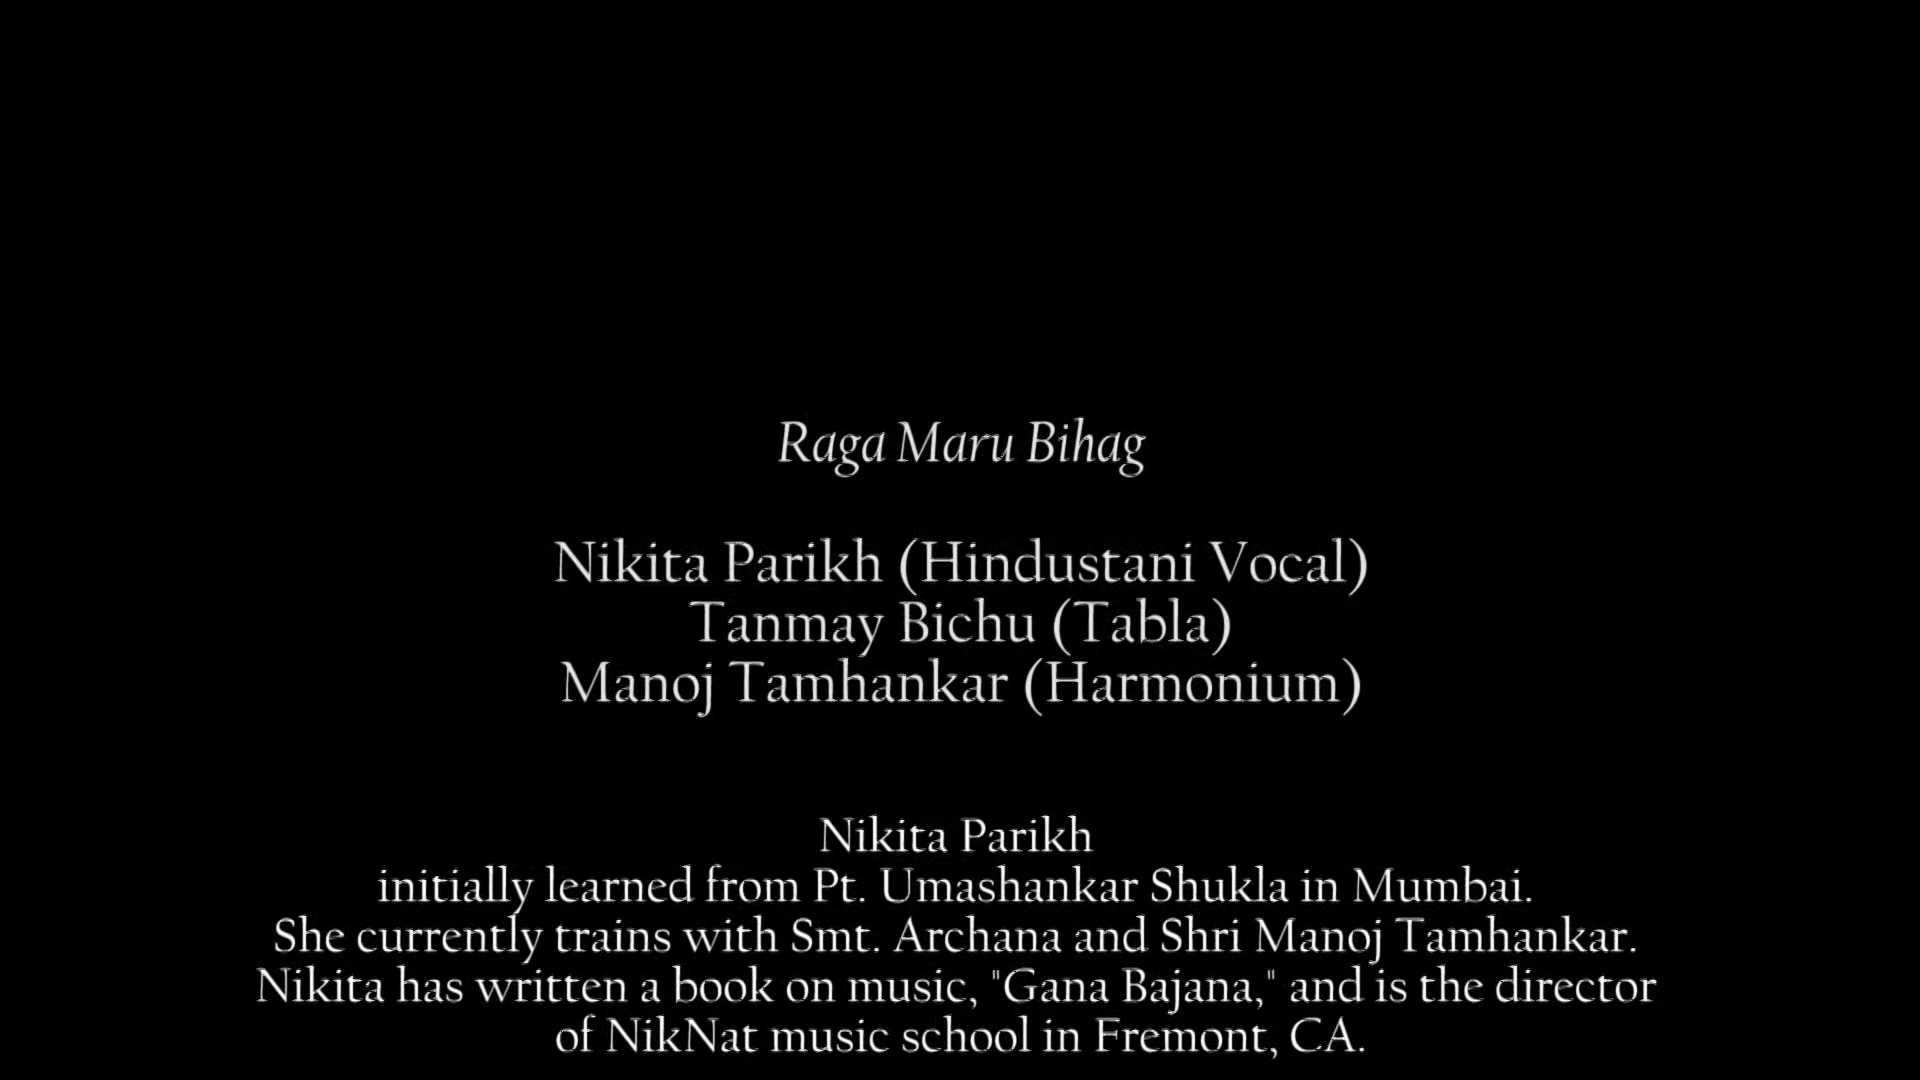 Raga Maru Bihag
Nikita Parikh (Hindustani Vocal)
Tanmay Bichu (Tabla)
Manoj Tamhankar (Harmonium)
Nikita Parikh
initially learned from Pt. Umashankar Shukla in Mumbai.
She currently trains with Smt. Archana and Shri Manoj Tamhankar.
Nikita has written a book on music, "Gana Bajana," and is the director
of NikNat music school in Fremont, CA.